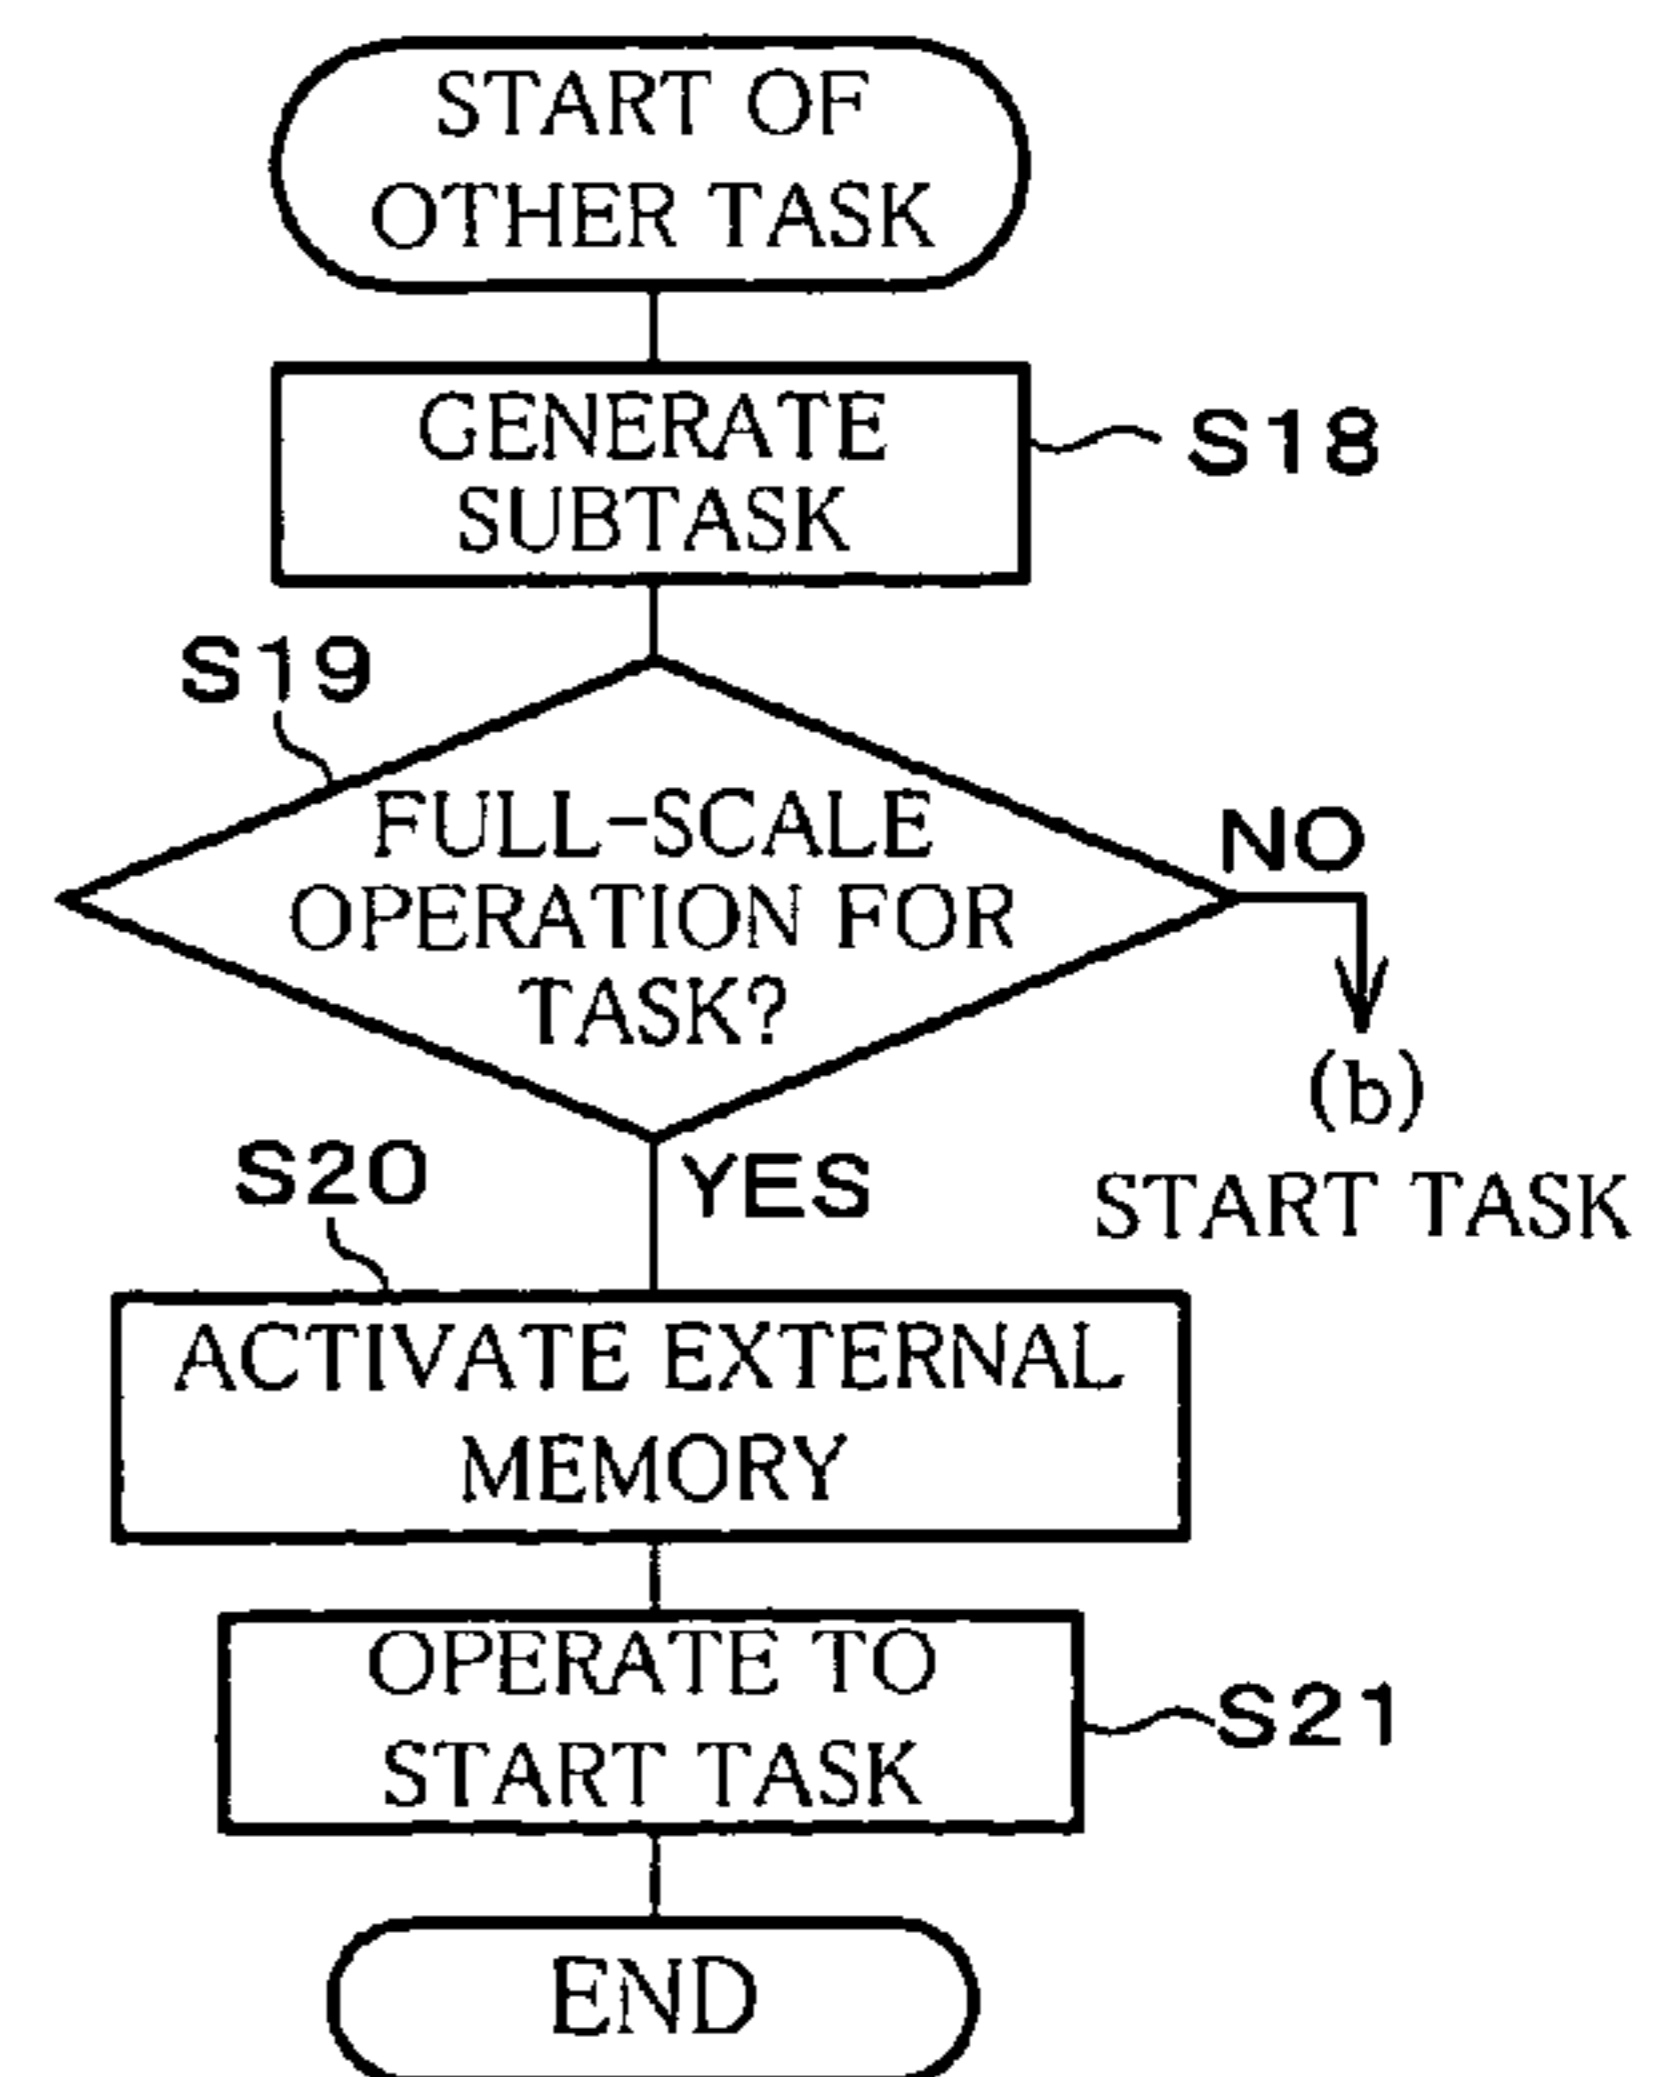 START OF
OTHER TASK
GENERATE
SUBTASK
S18
S19
FULL-SCALE
OPERATION FOR
TASK?
NO
(b)
START TASK
YES
S20
ACTIVATE EXTERNAL
MEMORY
OPERATE TO
START TASK
S21
END